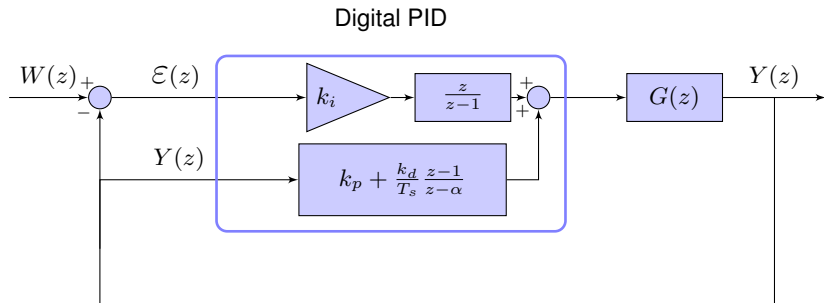 Digital PID
W(z)
+
−
ℰ(z)
k_i
z/(z−1)
+
+
G(z)
Y(z)
Y(z)
k_p + k_d/T_s (z−1)/(z−α)